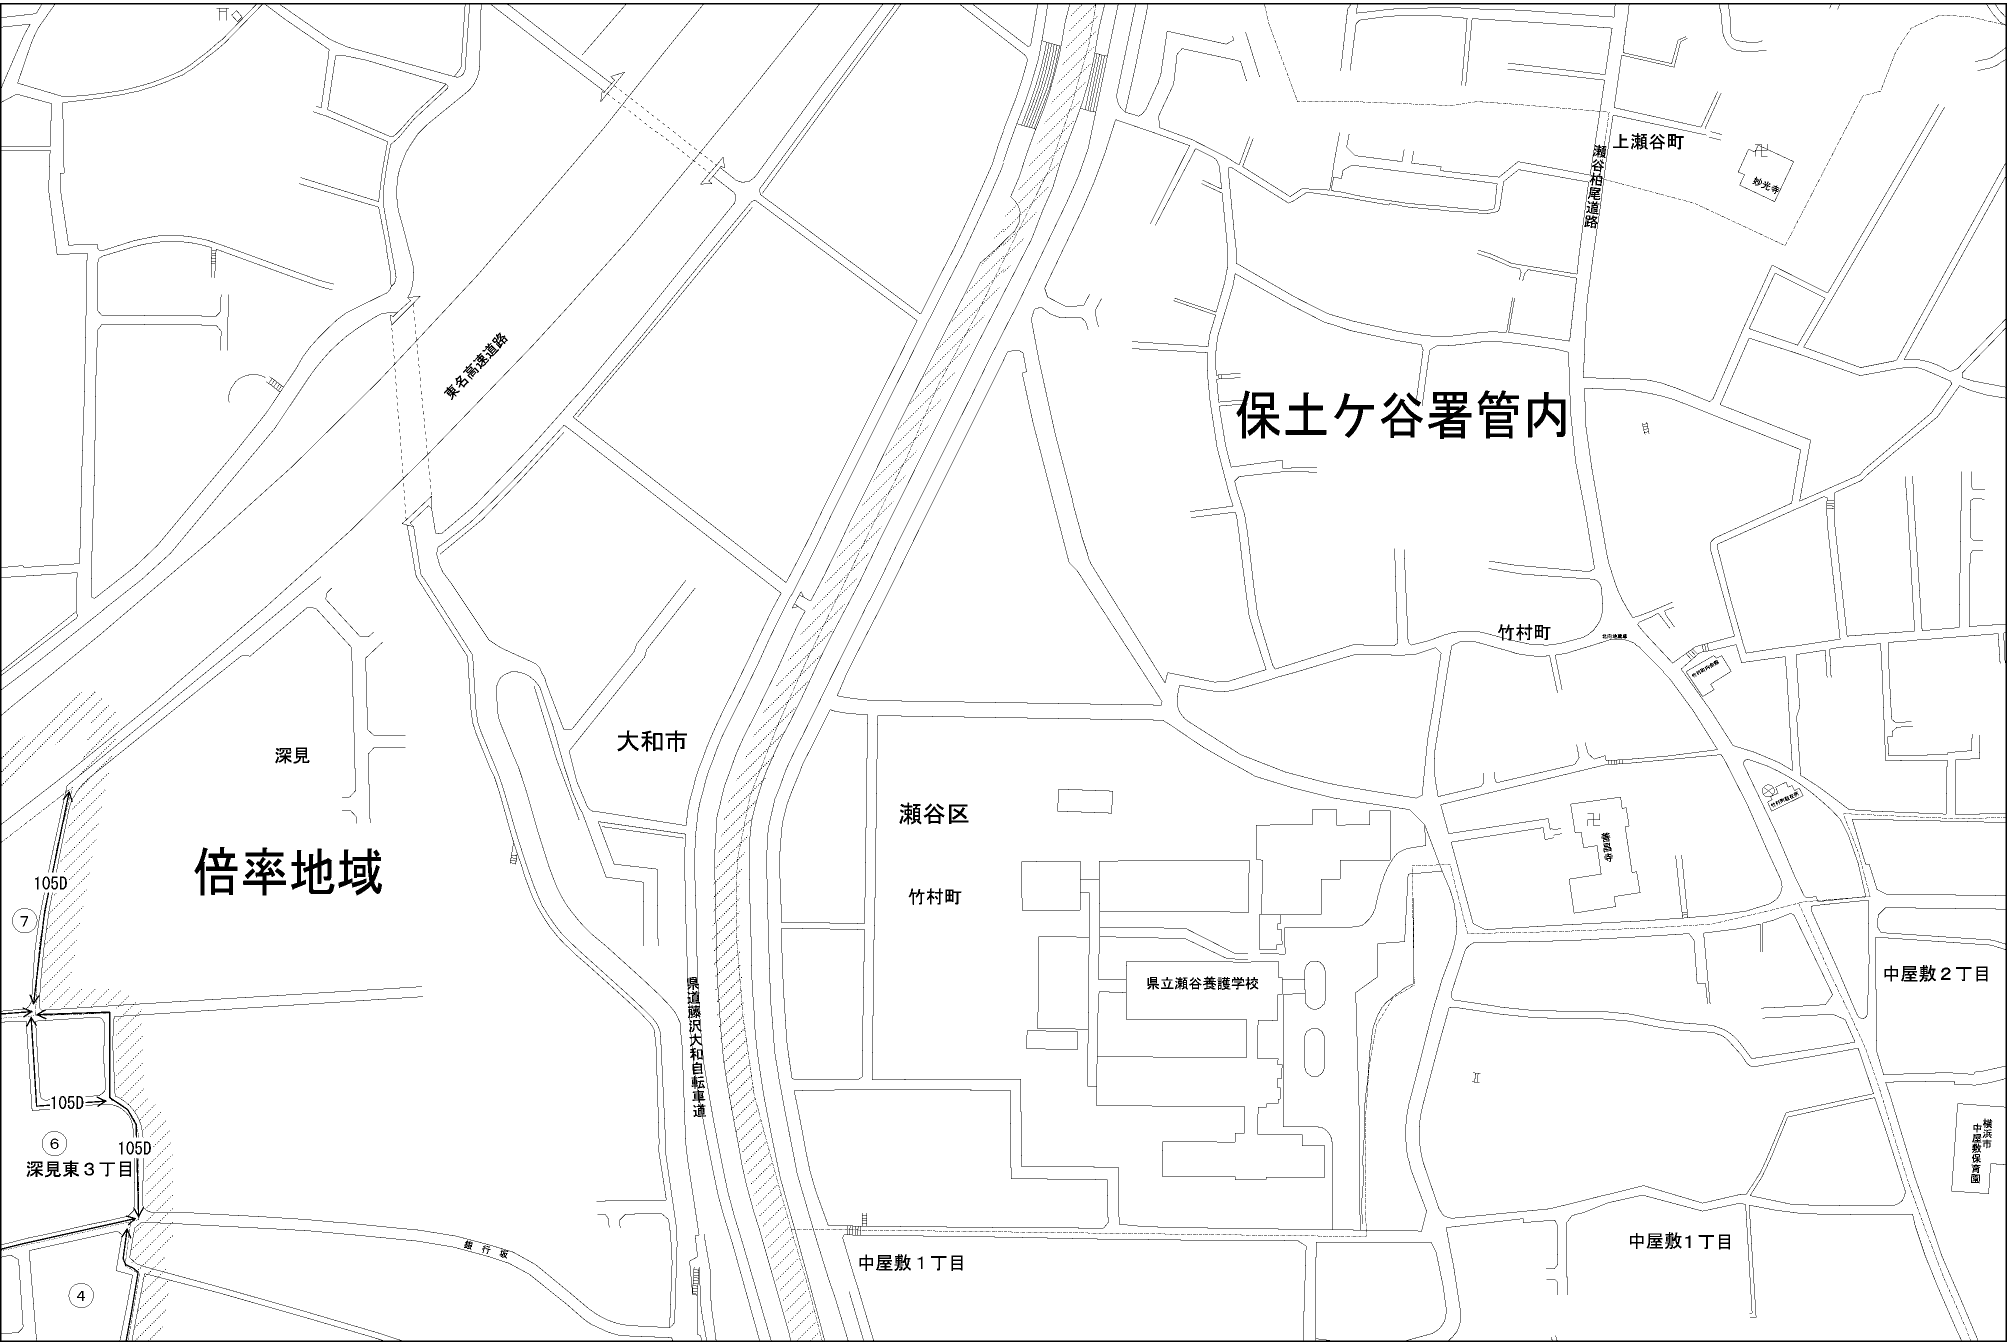 上瀬谷町
瀬谷柏尾道路
妙光寺
東名高速道路
保土ケ谷署管内
竹村町
深見
大和市
瀬谷区
倍率地域
105D
⑦
竹村町
県立瀬谷養護学校
中屋敷２丁目
県道藤沢大和自転車道
105D
⑥
105D
深見東３丁目
横浜市
中屋敷保育園
銀行坂
中屋敷１丁目
中屋敷１丁目
④